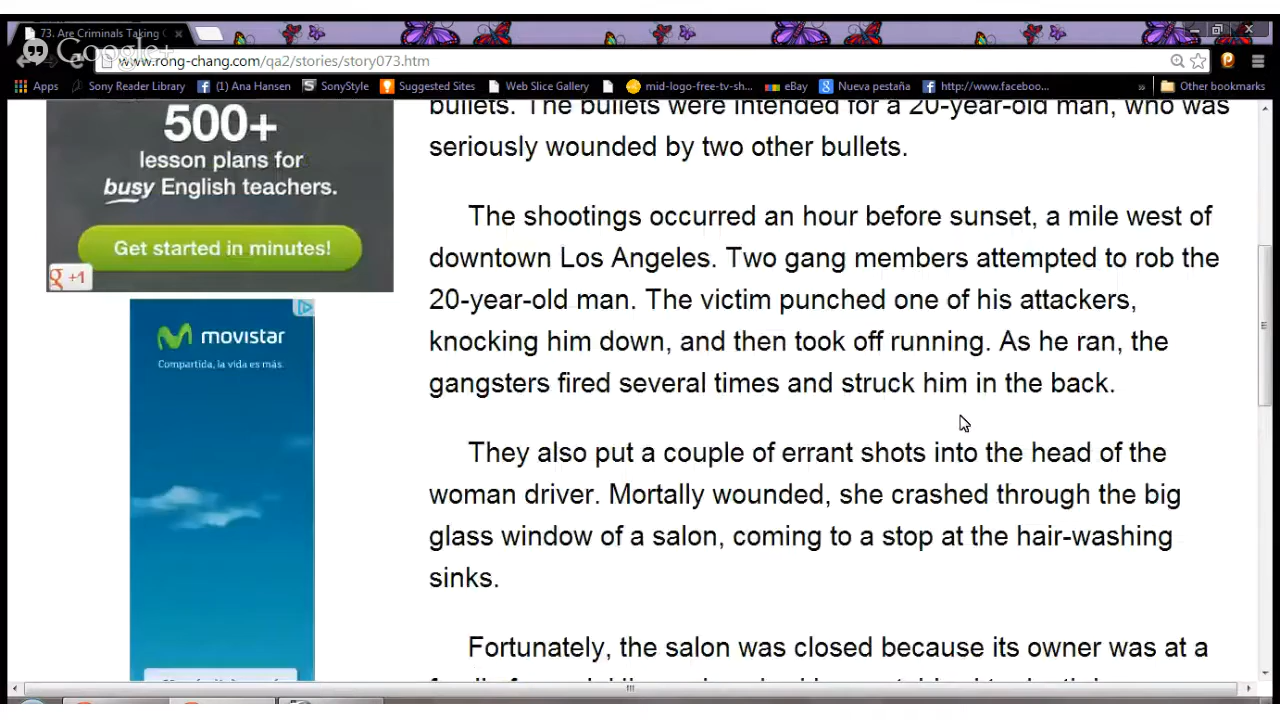 73. Are Criminals Taking
Google+
www.rong-chang.com/qa2/stories/story073.htm
Apps
Sony Reader Library
(1) Ana Hansen
SonyStyle
Suggested Sites
Web Slice Gallery
mid-logo-free-tv-sh...
eBay
Nueva pestaña
http://www.faceboo...
»
Other bookmarks
500+
lesson plans for
busy English teachers.
Get started in minutes!
g +1
movistar
Compartida, la vida es más.
bullets. The bullets were intended for a 20-year-old man, who was
seriously wounded by two other bullets.
The shootings occurred an hour before sunset, a mile west of
downtown Los Angeles. Two gang members attempted to rob the
20-year-old man. The victim punched one of his attackers,
knocking him down, and then took off running. As he ran, the
gangsters fired several times and struck him in the back.
They also put a couple of errant shots into the head of the
woman driver. Mortally wounded, she crashed through the big
glass window of a salon, coming to a stop at the hair-washing
sinks.
Fortunately, the salon was closed because its owner was at a